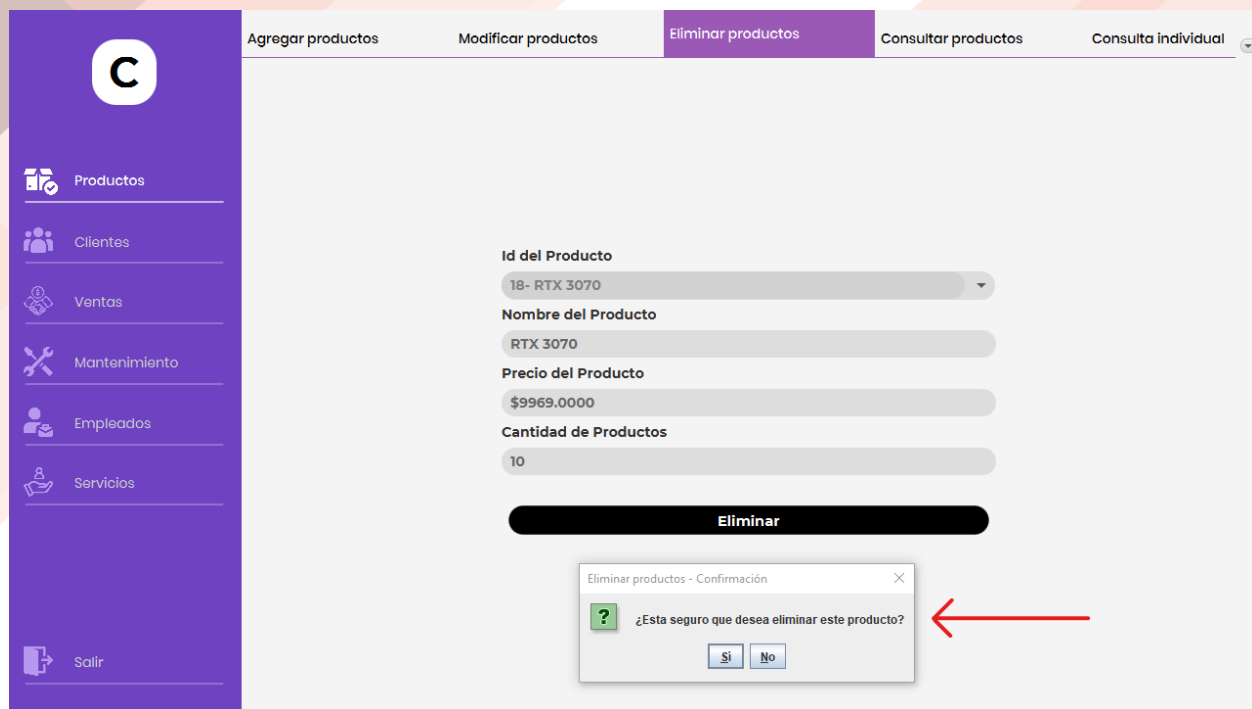 C
Agregar productos
Modificar productos
Eliminar productos
Consultar productos
Consulta individual
Productos
Clientes
Ventas
Mantenimiento
Empleados
Servicios
Salir
Id del Producto
18- RTX 3070
Nombre del Producto
RTX 3070
Precio del Producto
$9969.0000
Cantidad de Productos
10
Eliminar
Eliminar productos - Confirmación
?
¿Esta seguro que desea eliminar este producto?
Sí
No